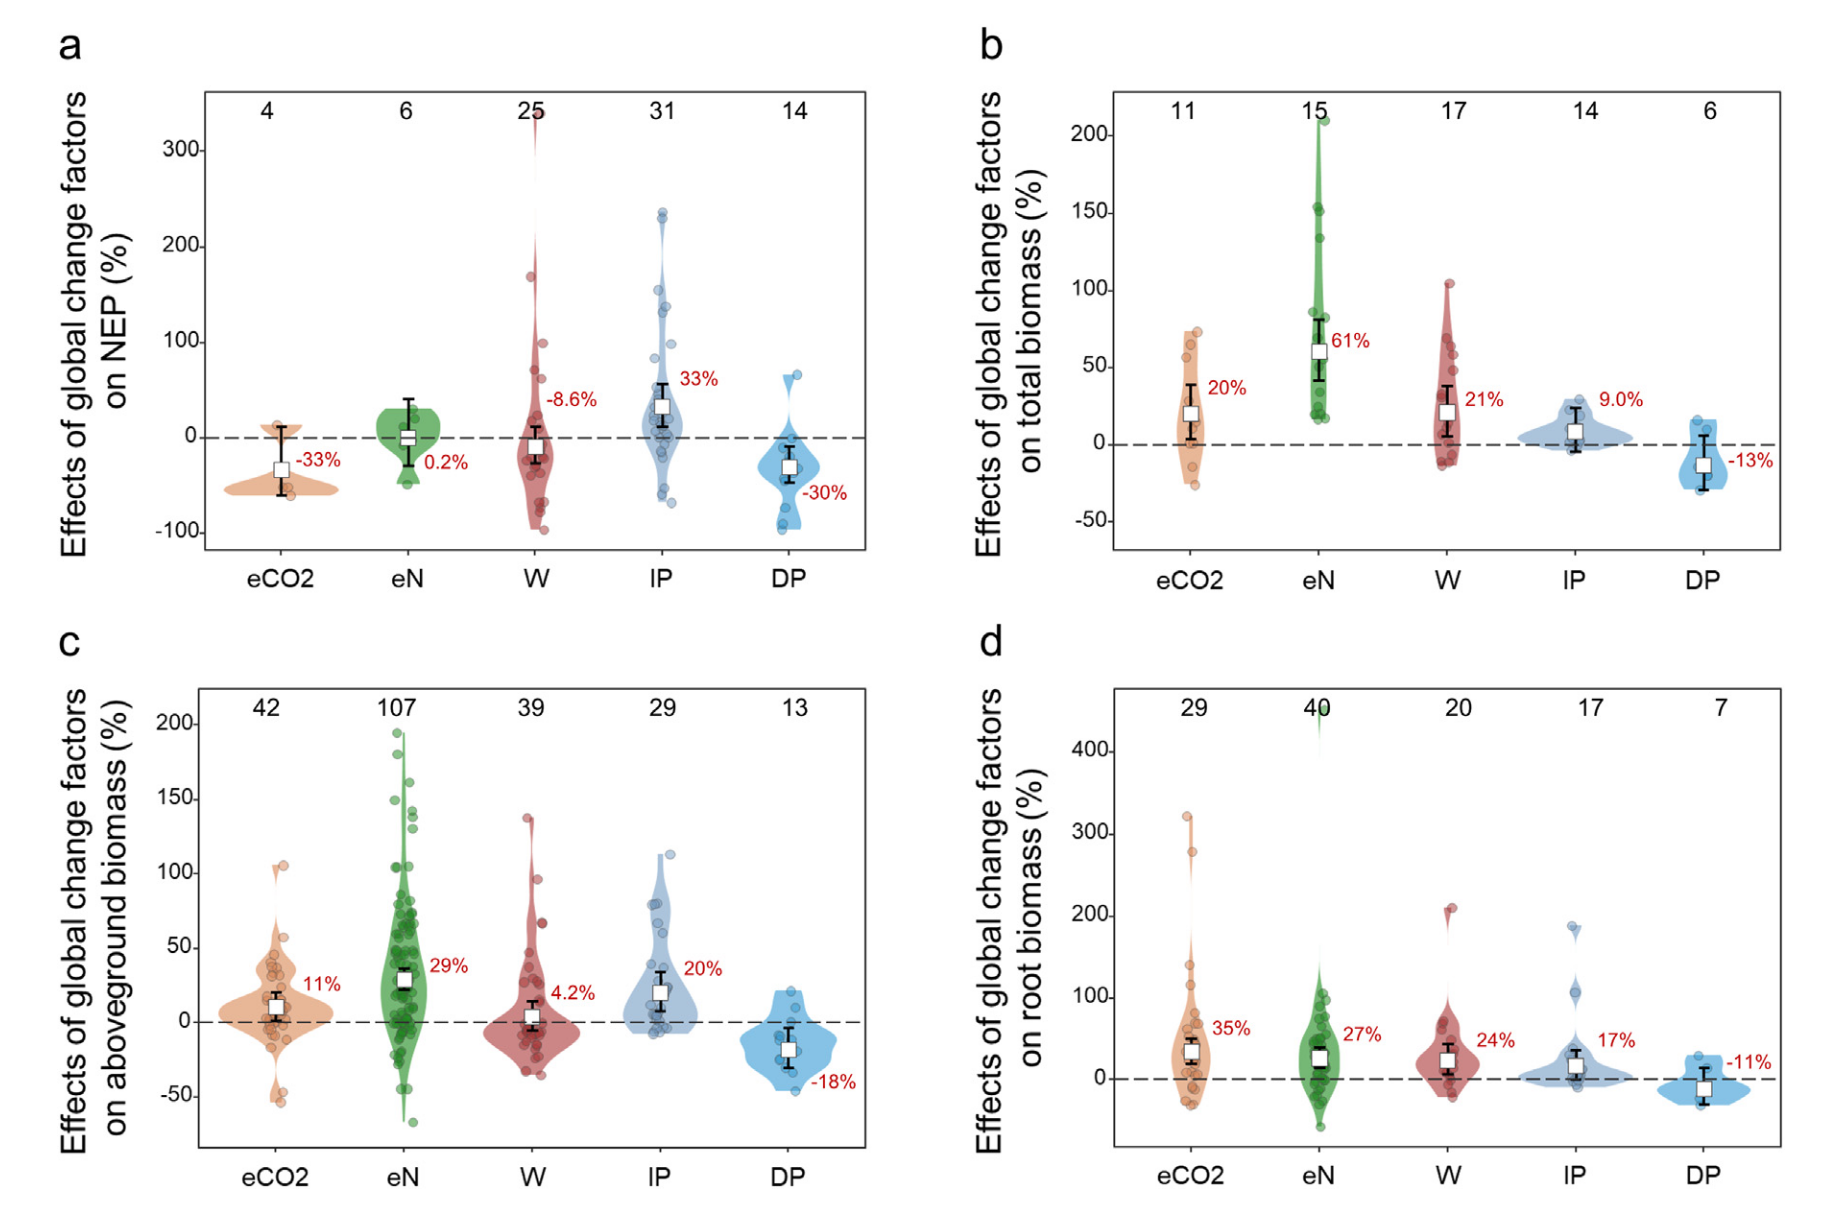 a
Effects of global change factors
on NEP (%)
4 6 25 31 14
300
200
100
0
-100
-33%
0.2%
-8.6%
33%
-30%
eCO2 eN W IP DP
b
Effects of global change factors
on total biomass (%)
11 15 17 14 6
200
150
100
50
0
-50
20%
61%
21%
9.0%
-13%
eCO2 eN W IP DP
c
Effects of global change factors
on aboveground biomass (%)
42 107 39 29 13
200
150
100
50
0
-50
11%
29%
4.2%
20%
-18%
eCO2 eN W IP DP
d
Effects of global change factors
on root biomass (%)
29 40 20 17 7
400
300
200
100
0
35%
27%
24%
17%
-11%
eCO2 eN W IP DP